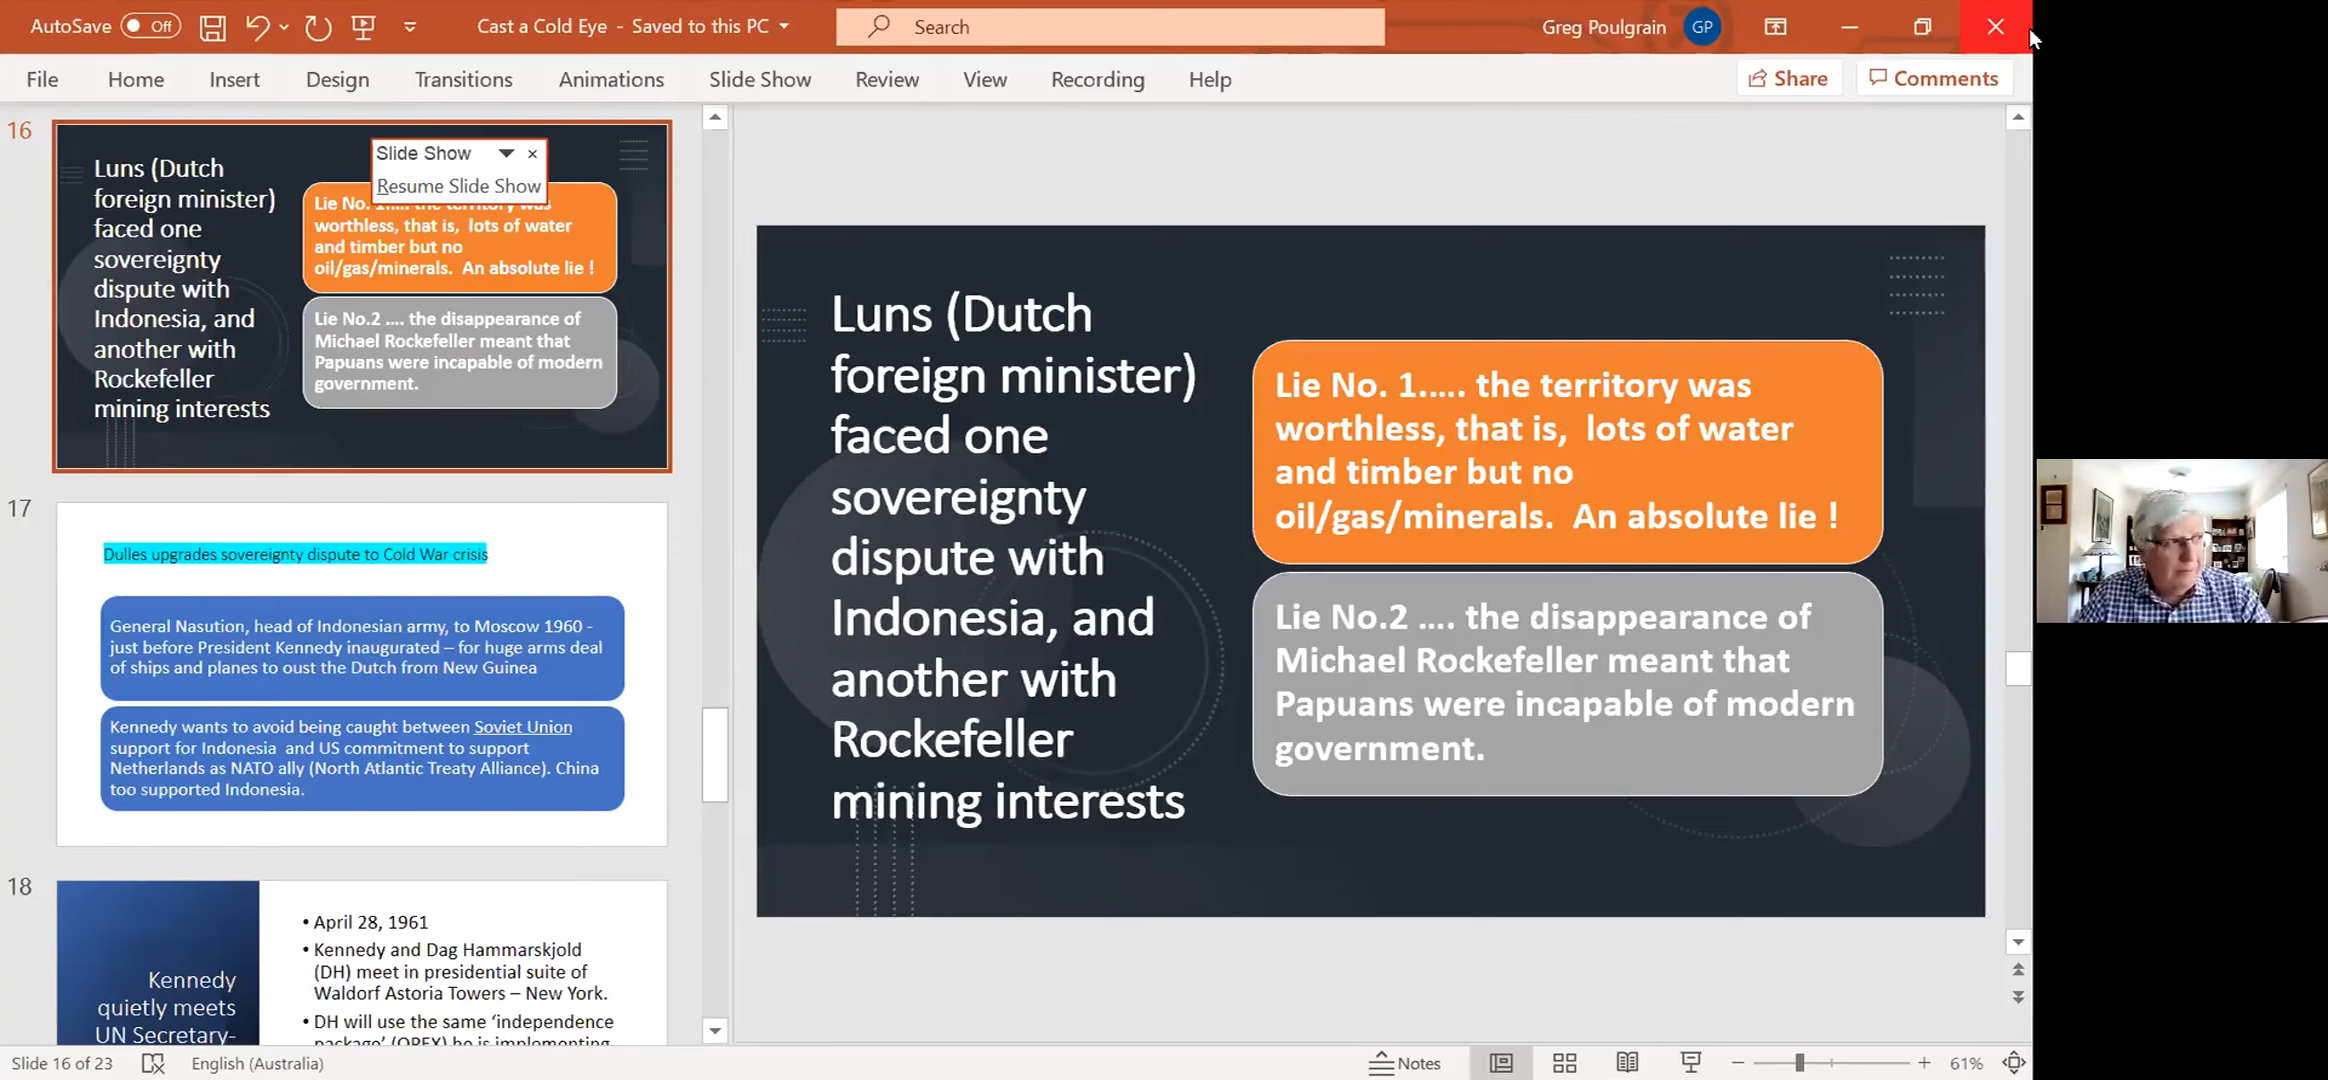 AutoSave Off
Cast a Cold Eye - Saved to this PC
Search
Greg Poulgrain GP
File Home Insert Design Transitions Animations Slide Show Review View Recording Help
Share Comments
16
Luns (Dutch
foreign minister)
faced one
sovereignty
dispute with
Indonesia, and
another with
Rockefeller
mining interests
Slide Show
Resume Slide Show
Lie No. 1..... the territory was
worthless, that is, lots of water
and timber but no
oil/gas/minerals. An absolute lie !
Lie No.2 .... the disappearance of
Michael Rockefeller meant that
Papuans were incapable of modern
government.
17
Dulles upgrades sovereignty dispute to Cold War crisis
General Nasution, head of Indonesian army, to Moscow 1960 -
just before President Kennedy inaugurated – for huge arms deal
of ships and planes to oust the Dutch from New Guinea
Kennedy wants to avoid being caught between Soviet Union
support for Indonesia and US commitment to support
Netherlands as NATO ally (North Atlantic Treaty Alliance). China
too supported Indonesia.
18
Kennedy
quietly meets
UN Secretary-
• April 28, 1961
• Kennedy and Dag Hammarskjold
(DH) meet in presidential suite of
Waldorf Astoria Towers – New York.
• DH will use the same ‘independence
package’ (OPEX) he is implementing
Luns (Dutch
foreign minister)
faced one
sovereignty
dispute with
Indonesia, and
another with
Rockefeller
mining interests
Lie No. 1..... the territory was
worthless, that is, lots of water
and timber but no
oil/gas/minerals. An absolute lie !
Lie No.2 .... the disappearance of
Michael Rockefeller meant that
Papuans were incapable of modern
government.
Slide 16 of 23
English (Australia)
Notes
61%